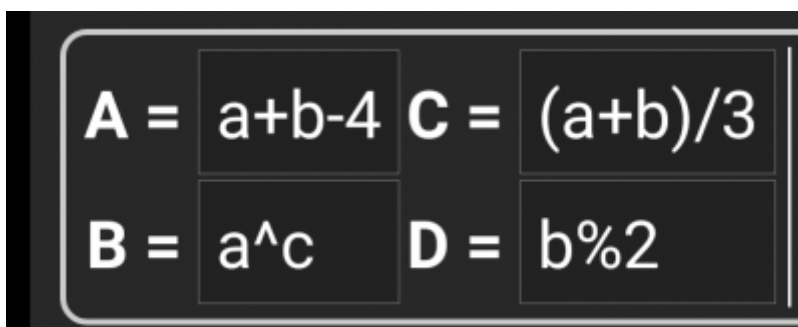 A = a+b-4 C = (a+b)/3
B = a^c D = b%2